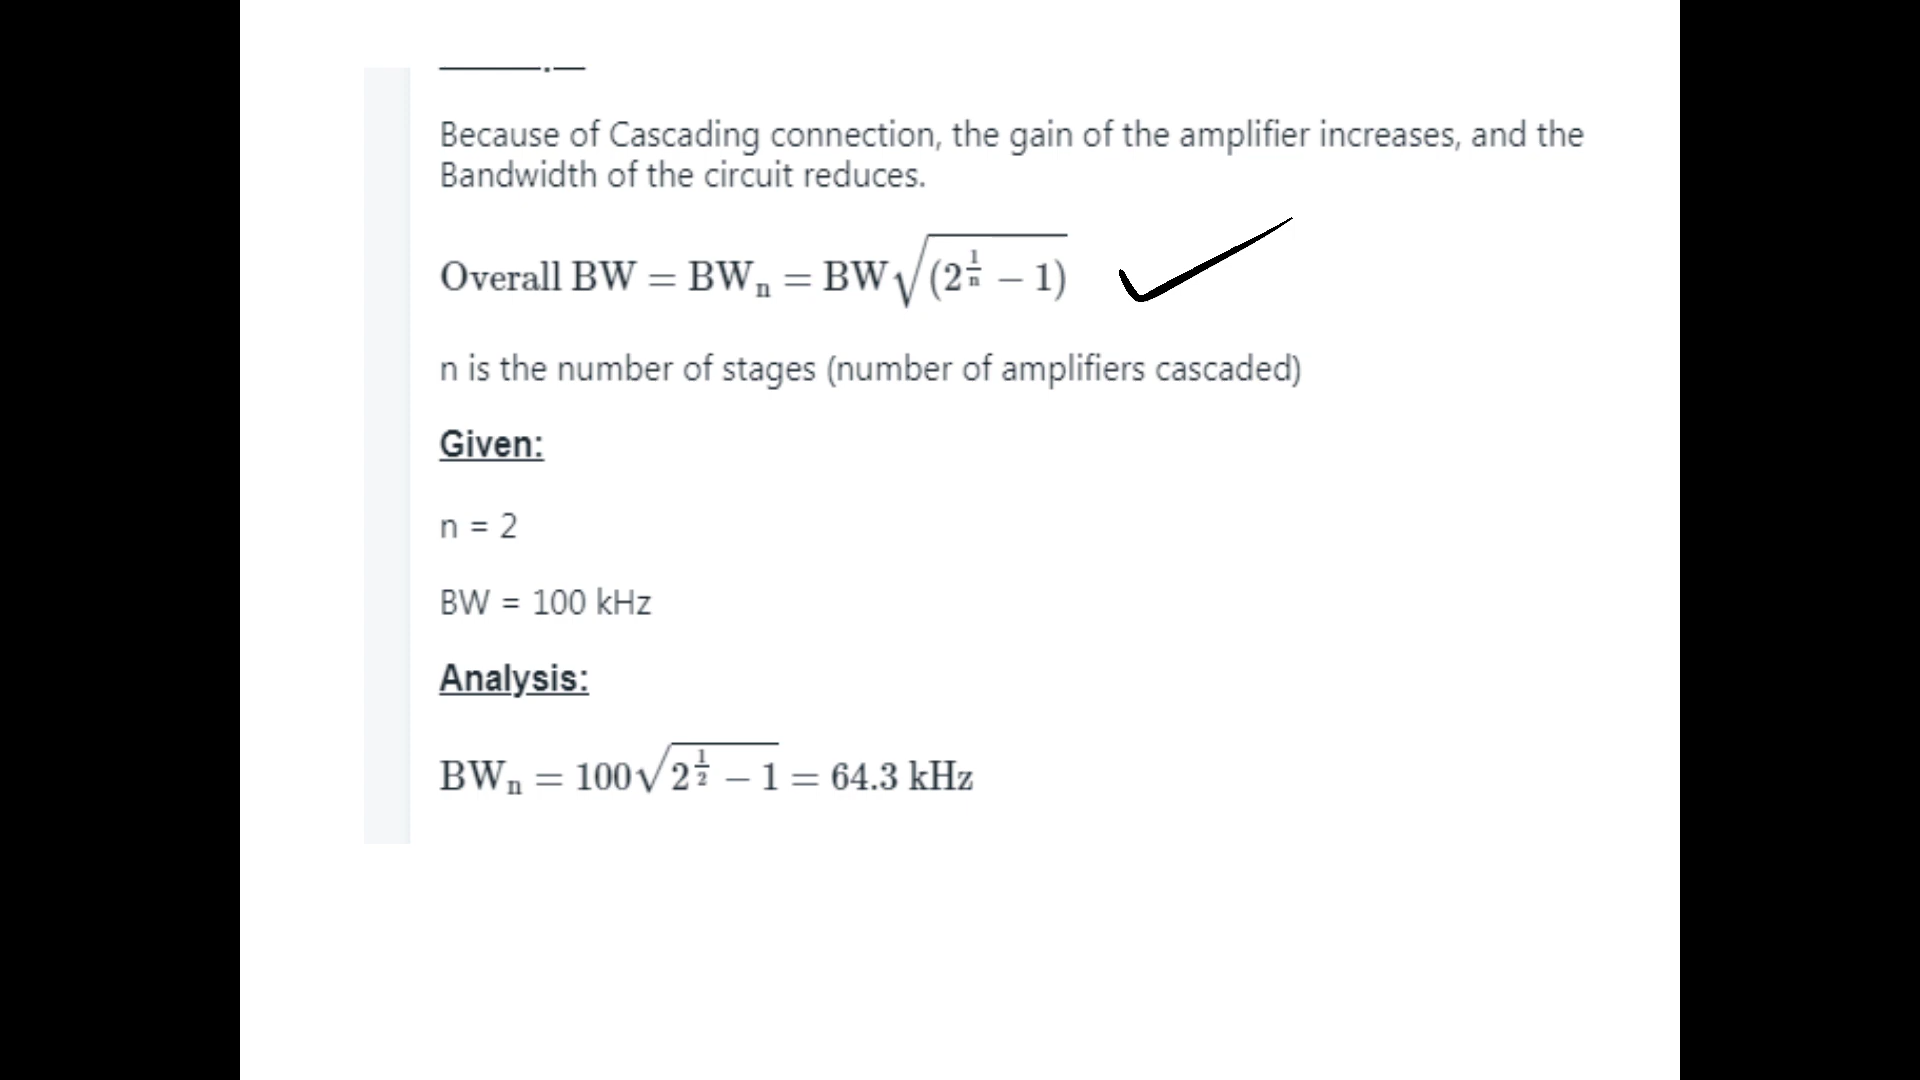 Because of Cascading connection, the gain of the amplifier increases, and the
Bandwidth of the circuit reduces.
Overall BW = BWₙ = BW√(2^(1/n) – 1)
n is the number of stages (number of amplifiers cascaded)
Given:
n = 2
BW = 100 kHz
Analysis:
BWₙ = 100√2^(1/2) – 1 = 64.3 kHz